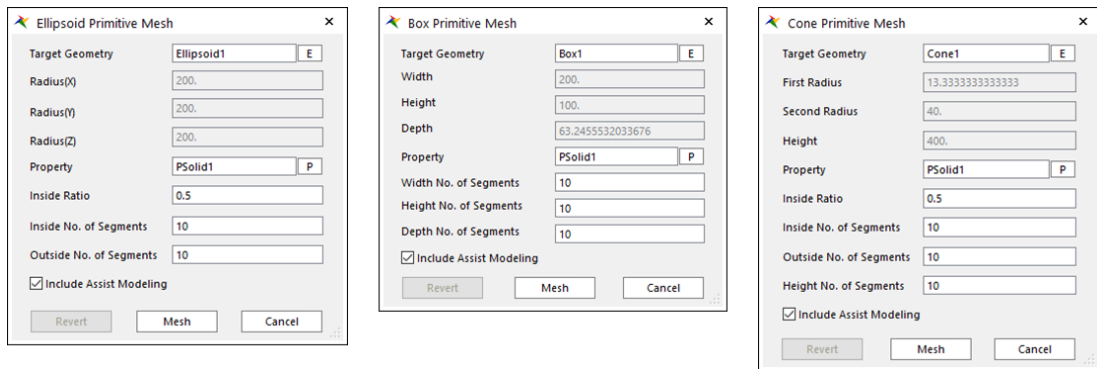 Ellipsoid Primitive Mesh
Target Geometry Ellipsoid1 E
Radius(X) 200.
Radius(Y) 200.
Radius(Z) 200.
Property PSolid1 P
Inside Ratio 0.5
Inside No. of Segments 10
Outside No. of Segments 10
Include Assist Modeling
Revert Mesh Cancel
Box Primitive Mesh
Target Geometry Box1 E
Width 200.
Height 100.
Depth 63.2455532033676
Property PSolid1 P
Width No. of Segments 10
Height No. of Segments 10
Depth No. of Segments 10
Include Assist Modeling
Revert Mesh Cancel
Cone Primitive Mesh
Target Geometry Cone1 E
First Radius 13.3333333333333
Second Radius 40.
Height 400.
Property PSolid1 P
Inside Ratio 0.5
Inside No. of Segments 10
Outside No. of Segments 10
Height No. of Segments 10
Include Assist Modeling
Revert Mesh Cancel